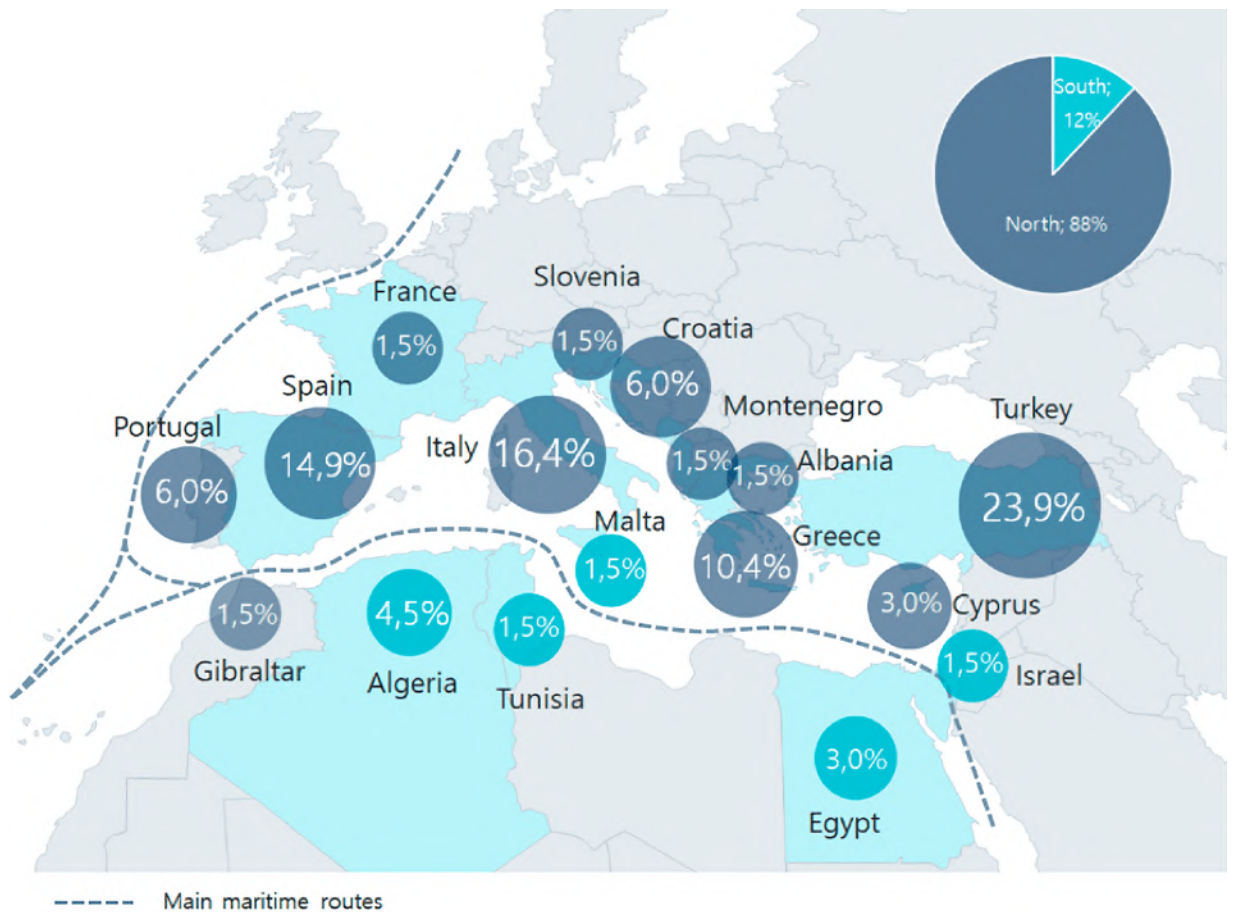 South;
12%
North; 88%
Slovenia
France
Croatia
1,5%
1,5%
Spain
6,0%
Montenegro
Turkey
Portugal
Italy
16,4%
14,9%
1,5%
Albania
1,5%
6,0%
23,9%
Malta
Greece
1,5%
10,4%
1,5%
4,5%
1,5%
3,0%
Cyprus
Gibraltar
Algeria
Tunisia
1,5%
Israel
3,0%
Egypt
Main maritime routes